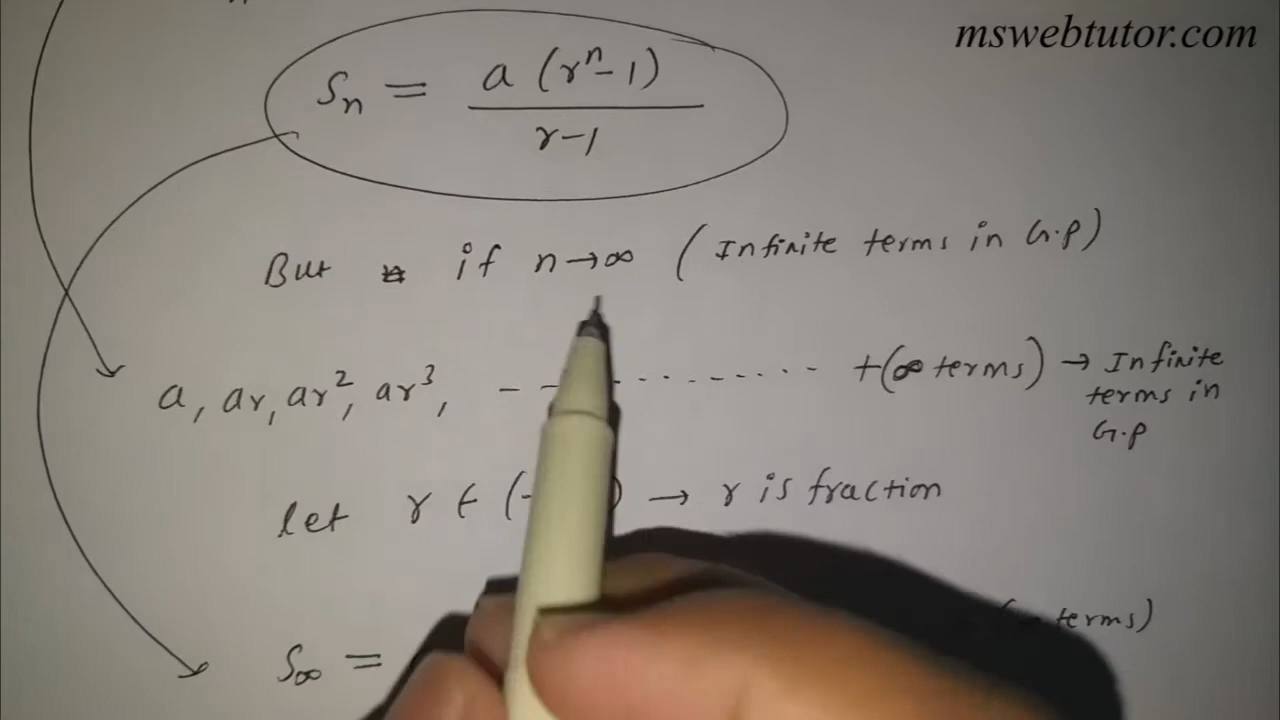 mswebtutor.com
Sn = a (rⁿ-1)
r-1
But if n→∞ (Infinite terms in G.P)
a, ar, ar², ar³, - - ............ +(∞ terms) → Infinite
terms in
G.P
let r ∈ (- ) → r is fraction
terms)
S∞ =